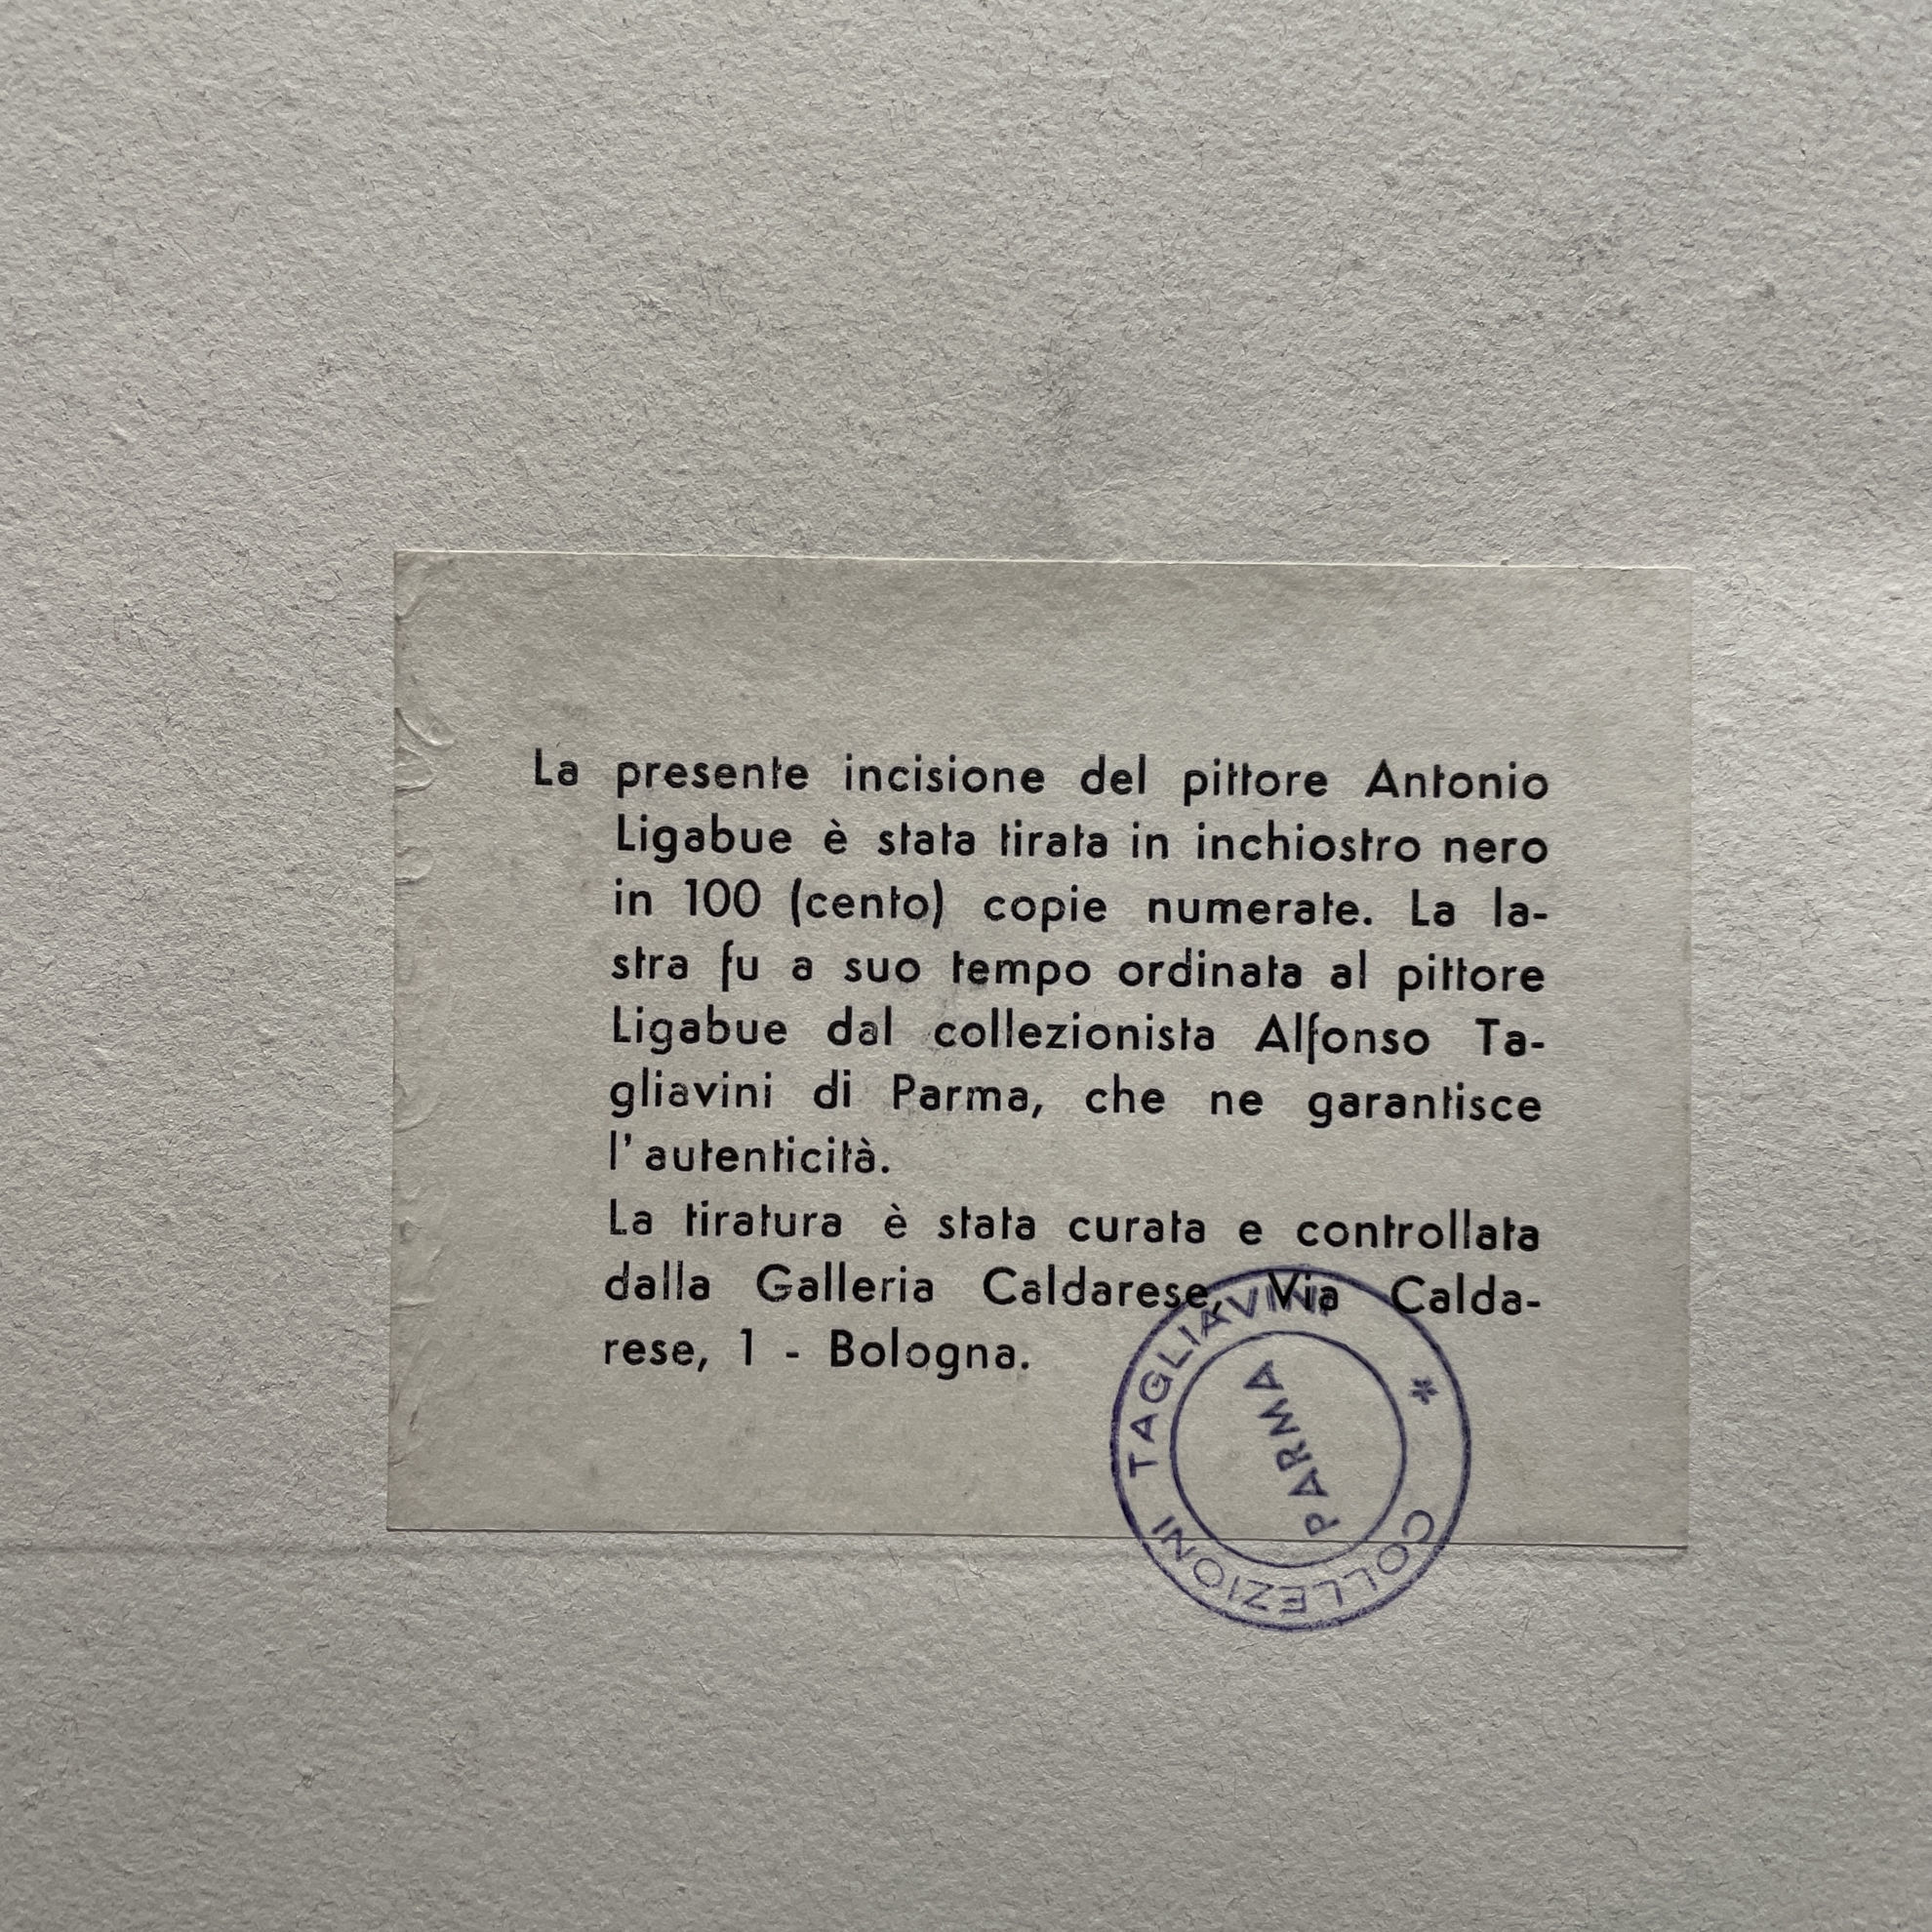 La presente incisione del pittore Antonio
Ligabue è stata tirata in inchiostro nero
in 100 (cento) copie numerate. La la-
stra fu a suo tempo ordinata al pittore
Ligabue dal collezionista Alfonso Ta-
gliavini di Parma, che ne garantisce
l'autenticità.
La tiratura è stata curata e controllata
dalla Galleria Caldarese, Via Calda-
rese, 1 - Bologna.
COLLEZIONI TAGLIAVINI *
PARMA